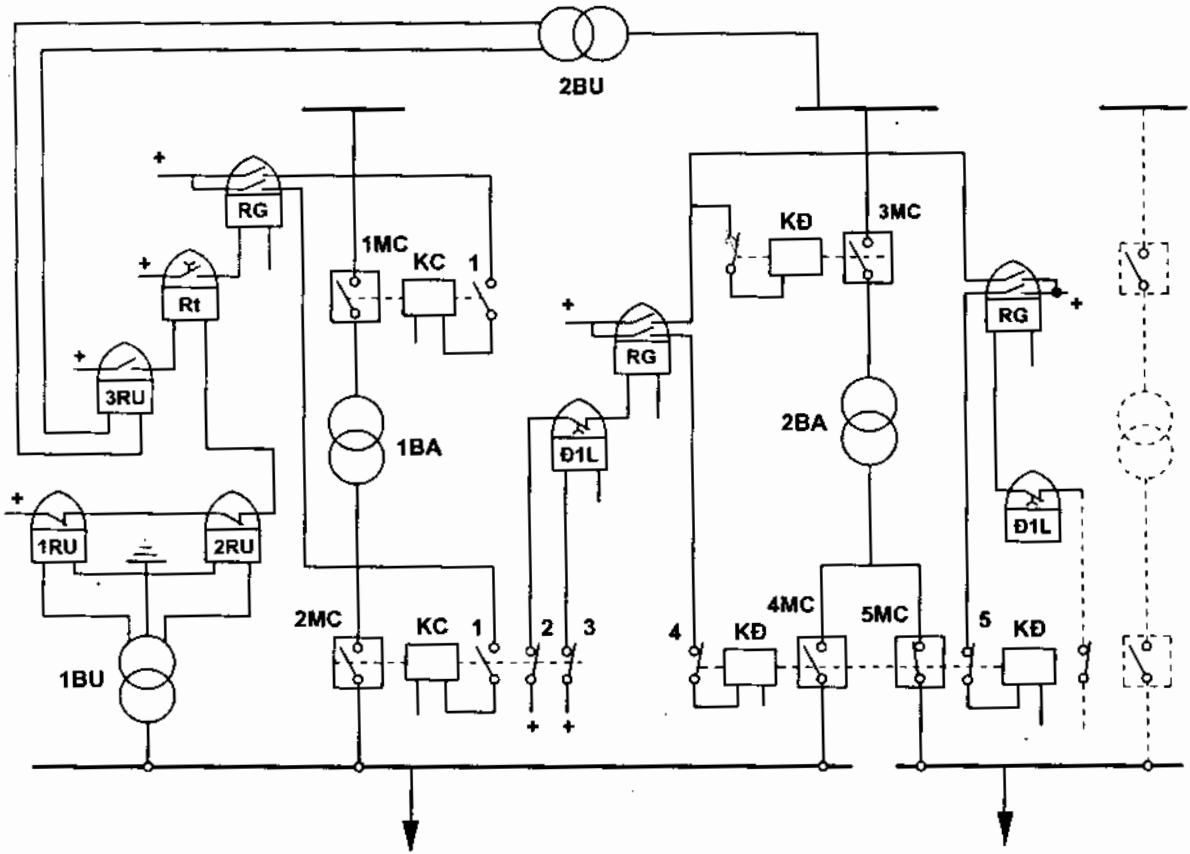 2BU
+
RG
1MC
KC
1
KĐ
3MC
+
Rt
+
RG
+
RG
+
3RU
1BA
Đ1L
2BA
+
1RU
2RU
Đ1L
2MC
KC
1
2
3
4
KĐ
4MC
5MC
5
KĐ
1BU
+
+